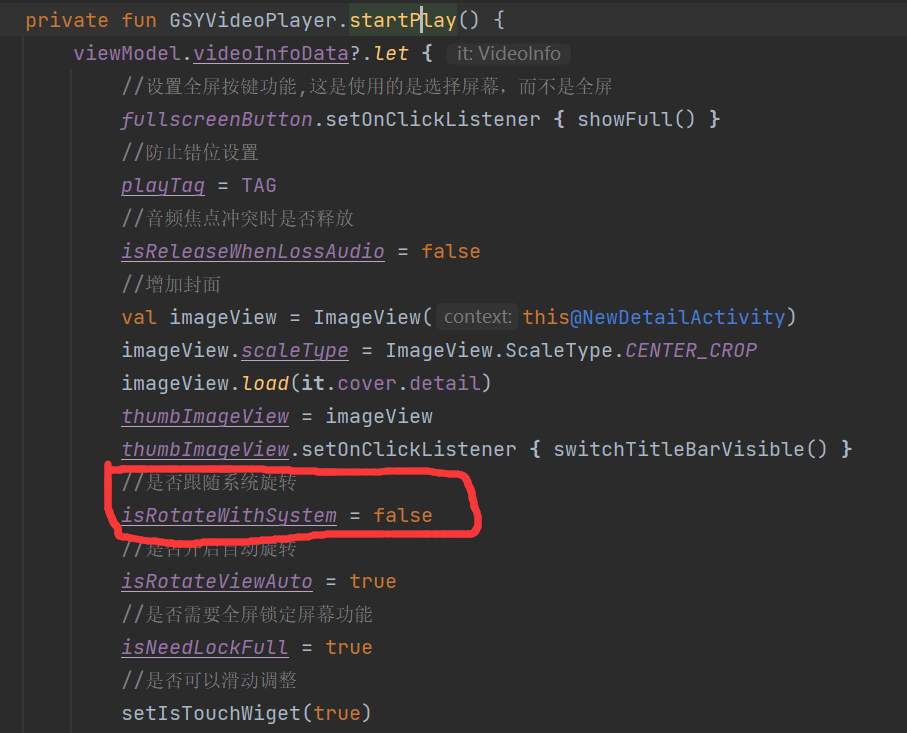 private fun GSYVideoPlayer.startPlay() {
viewModel.videoInfoData?.let { it: VideoInfo
//设置全屏按键功能,这是使用的是选择屏幕，而不是全屏
fullscreenButton.setOnClickListener { showFull() }
//防止错位设置
playTag = TAG
//音频焦点冲突时是否释放
isReleaseWhenLossAudio = false
//增加封面
val imageView = ImageView( context: this@NewDetailActivity)
imageView.scaleType = ImageView.ScaleType.CENTER_CROP
imageView.load(it.cover.detail)
thumbImageView = imageView
thumbImageView.setOnClickListener { switchTitleBarVisible() }
//是否跟随系统旋转
isRotateWithSystem = false
//是否开启自动旋转
isRotateViewAuto = true
//是否需要全屏锁定屏幕功能
isNeedLockFull = true
//是否可以滑动调整
setIsTouchWiget(true)